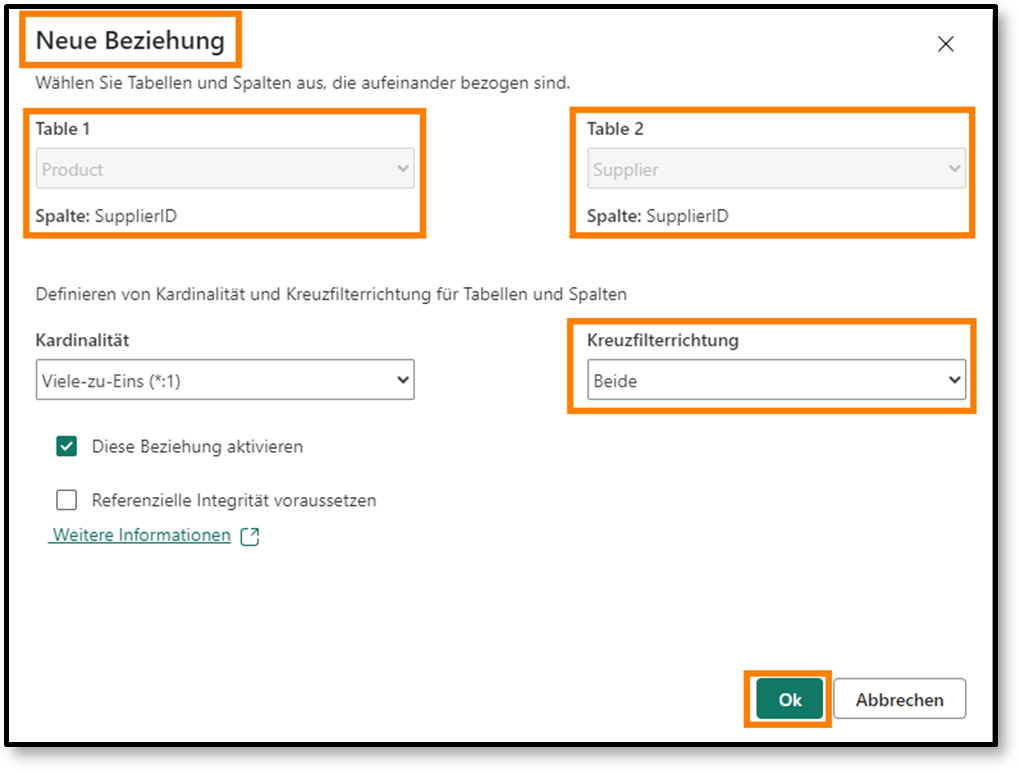 Neue Beziehung
Wählen Sie Tabellen und Spalten aus, die aufeinander bezogen sind.
Table 1
Table 2
Product
Supplier
Spalte: SupplierID
Spalte: SupplierID
Definieren von Kardinalität und Kreuzfilterrichtung für Tabellen und Spalten
Kardinalität
Kreuzfilterrichtung
Viele-zu-Eins (*:1)
Beide
Diese Beziehung aktivieren
Referenzielle Integrität voraussetzen
Weitere Informationen
Ok
Abbrechen